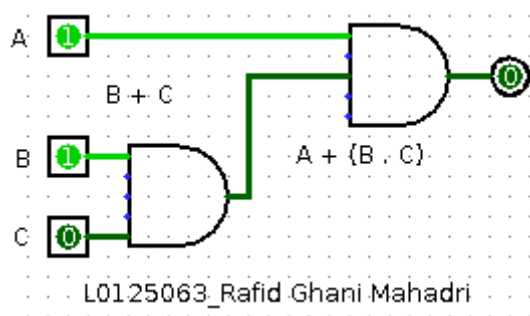 A 1
0
B + C
B 1
A + (B . C)
C 0
L0125063_Rafid Ghani Mahadri